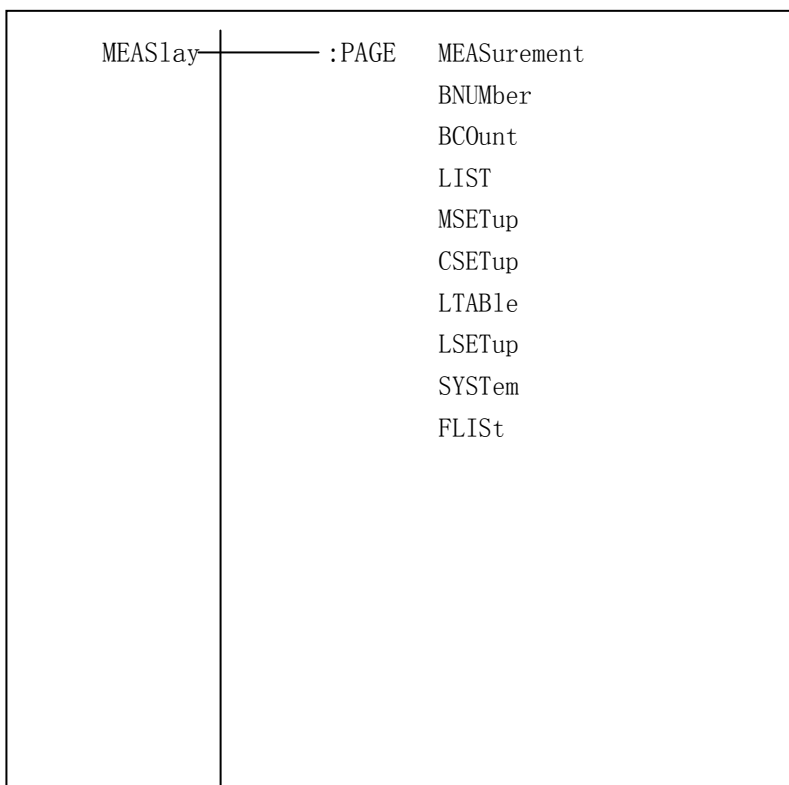 MEASlay :PAGE MEASurement
BNUMber
BCOunt
LIST
MSETup
CSETup
LTABle
LSETup
SYSTem
FLISt